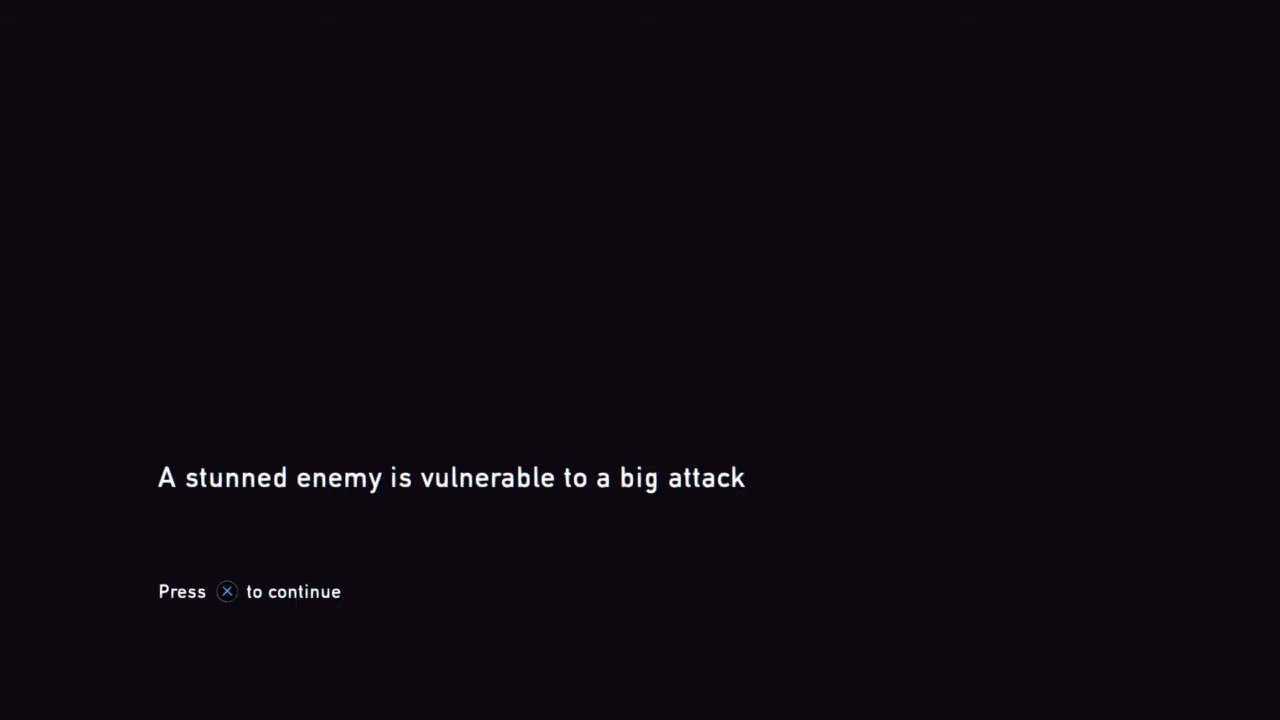 A stunned enemy is vulnerable to a big attack
Press ⓧ to continue